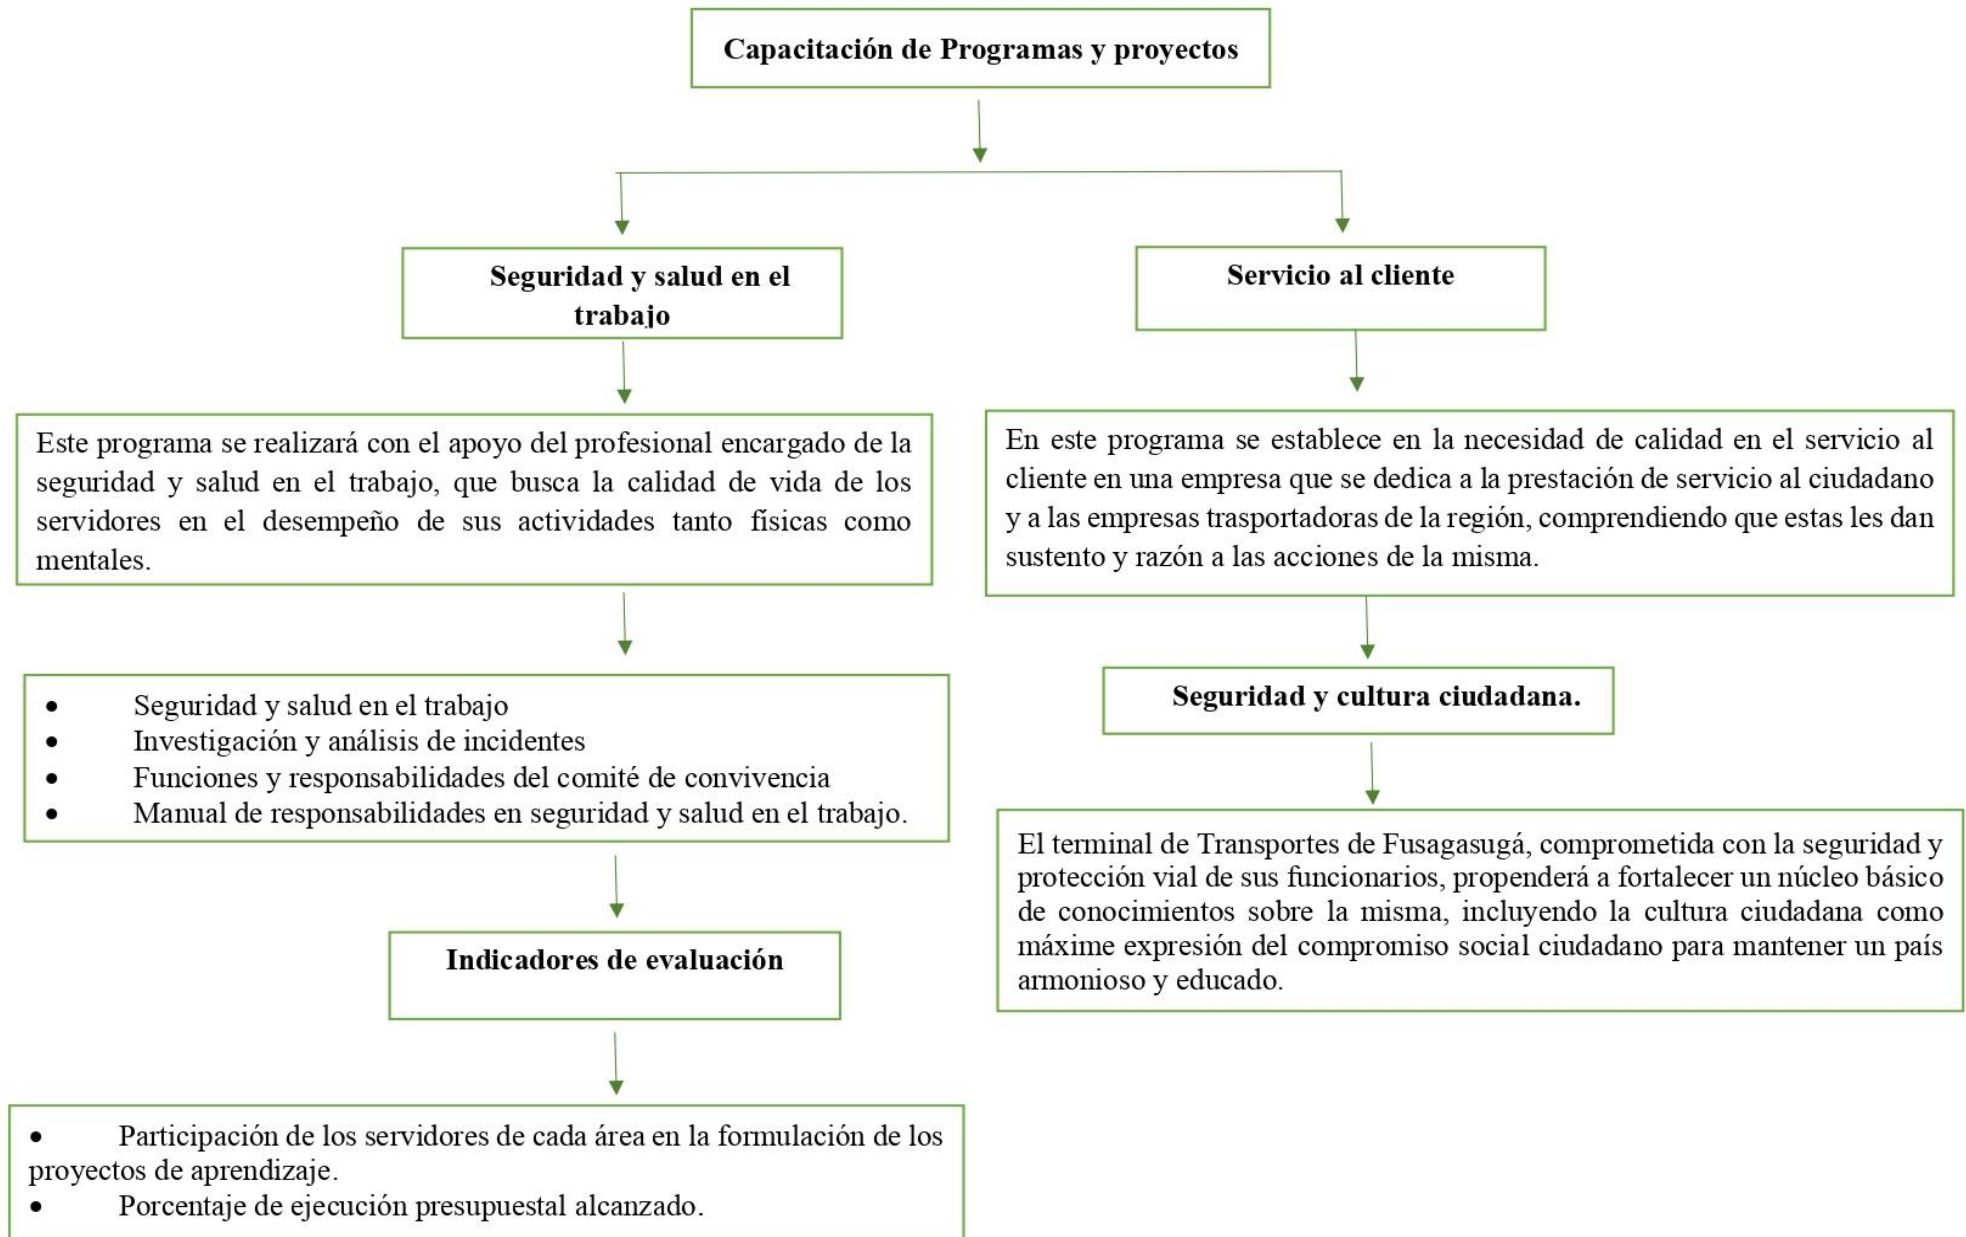 Capacitación de Programas y proyectos
Seguridad y salud en el
trabajo
Servicio al cliente
Este programa se realizará con el apoyo del profesional encargado de la
seguridad y salud en el trabajo, que busca la calidad de vida de los
servidores en el desempeño de sus actividades tanto físicas como
mentales.
En este programa se establece en la necesidad de calidad en el servicio al
cliente en una empresa que se dedica a la prestación de servicio al ciudadano
y a las empresas trasportadoras de la región, comprendiendo que estas les dan
sustento y razón a las acciones de la misma.
• Seguridad y salud en el trabajo
• Investigación y análisis de incidentes
• Funciones y responsabilidades del comité de convivencia
• Manual de responsabilidades en seguridad y salud en el trabajo.
Seguridad y cultura ciudadana.
El terminal de Transportes de Fusagasugá, comprometida con la seguridad y
protección vial de sus funcionarios, propenderá a fortalecer un núcleo básico
de conocimientos sobre la misma, incluyendo la cultura ciudadana como
máxime expresión del compromiso social ciudadano para mantener un país
armonioso y educado.
Indicadores de evaluación
• Participación de los servidores de cada área en la formulación de los
proyectos de aprendizaje.
• Porcentaje de ejecución presupuestal alcanzado.